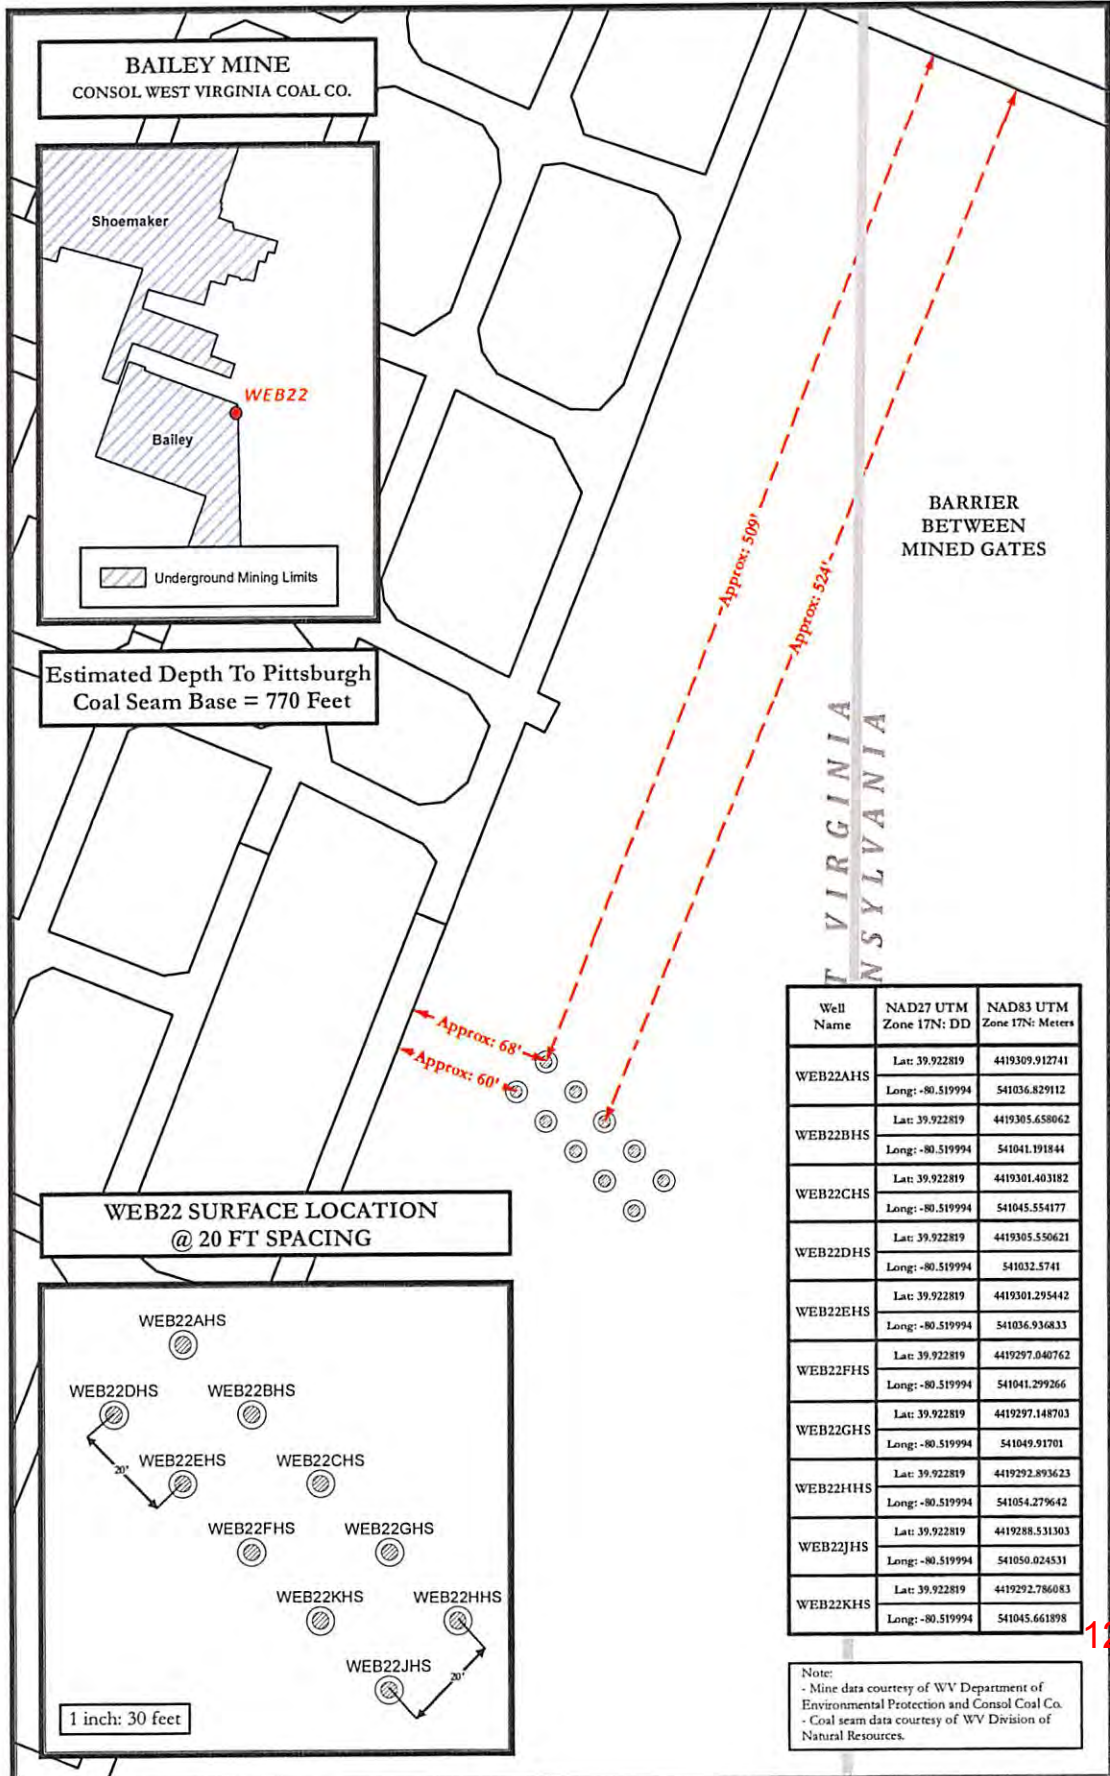 BAILEY MINE
CONSOL WEST VIRGINIA COAL CO.
Shoemaker
WEB22
Bailey
Underground Mining Limits
Estimated Depth To Pittsburgh
Coal Seam Base = 770 Feet
Approx: 509'
Approx: 524'
BARRIER
BETWEEN
MINED GATES
T VIRGINIA
NSYLVANIA
Approx: 68'
Approx: 60'
WEB22 SURFACE LOCATION
@ 20 FT SPACING
WEB22AHS
WEB22DHS WEB22BHS
WEB22EHS WEB22CHS
20'
WEB22FHS WEB22GHS
WEB22KHS WEB22HHS
WEB22JHS
20'
1 inch: 30 feet
Well Name NAD27 UTM Zone 17N: DD NAD83 UTM Zone 17N: Meters
WEB22AHS Lat: 39.922819 4419309.912741
Long: -80.519994 541036.829112
WEB22BHS Lat: 39.922819 4419305.658062
Long: -80.519994 541041.191844
WEB22CHS Lat: 39.922819 4419301.403182
Long: -80.519994 541045.554177
WEB22DHS Lat: 39.922819 4419305.550621
Long: -80.519994 541032.5741
WEB22EHS Lat: 39.922819 4419301.295442
Long: -80.519994 541036.936833
WEB22FHS Lat: 39.922819 4419297.040762
Long: -80.519994 541041.299266
WEB22GHS Lat: 39.922819 4419297.148703
Long: -80.519994 541049.91701
WEB22HHS Lat: 39.922819 4419292.893623
Long: -80.519994 541054.279642
WEB22JHS Lat: 39.922819 4419288.531303
Long: -80.519994 541050.024531
WEB22KHS Lat: 39.922819 4419292.786083
Long: -80.519994 541045.661898
12
Note:
- Mine data courtesy of WV Department of
Environmental Protection and Consol Coal Co.
- Coal seam data courtesy of WV Division of
Natural Resources.